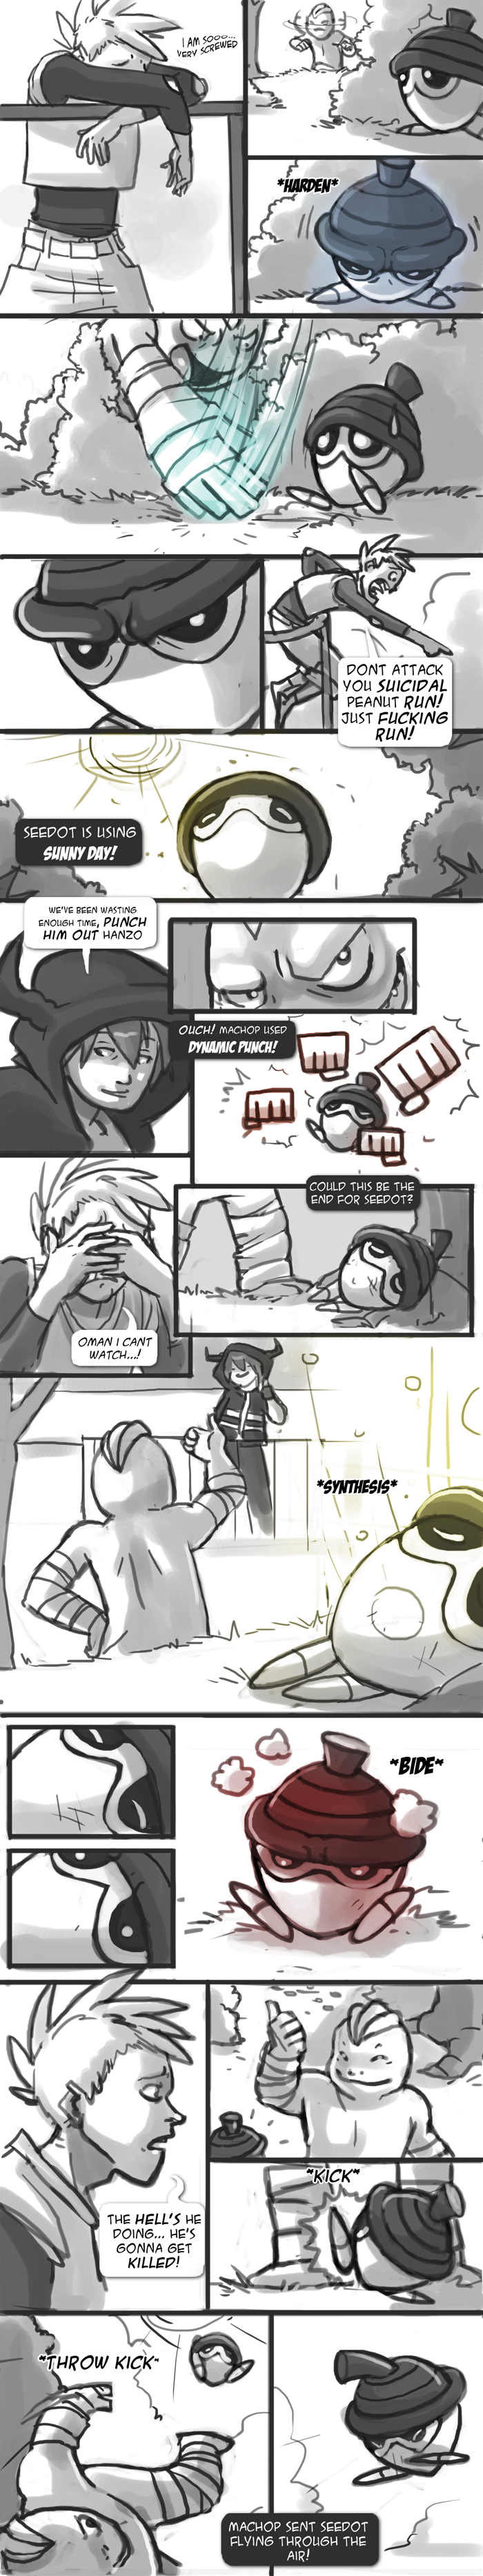 I AM SOOO...
VERY SCREWED
*HARDEN*
DONT ATTACK
YOU SUICIDAL
PEANUT RUN!
JUST FUCKING
RUN!
SEEDOT IS USING
SUNNY DAY!
WE'VE BEEN WASTING
ENOUGH TIME, PUNCH
HIM OUT HANZO
OUCH! MACHOP USED
DYNAMIC PUNCH!
COULD THIS BE THE
END FOR SEEDOT?
OMAN I CANT
WATCH...!
*SYNTHESIS*
*BIDE*
THE HELL'S HE
DOING... HE'S
GONNA GET
KILLED!
*KICK*
*THROW KICK*
MACHOP SENT SEEDOT
FLYING THROUGH THE
AIR!